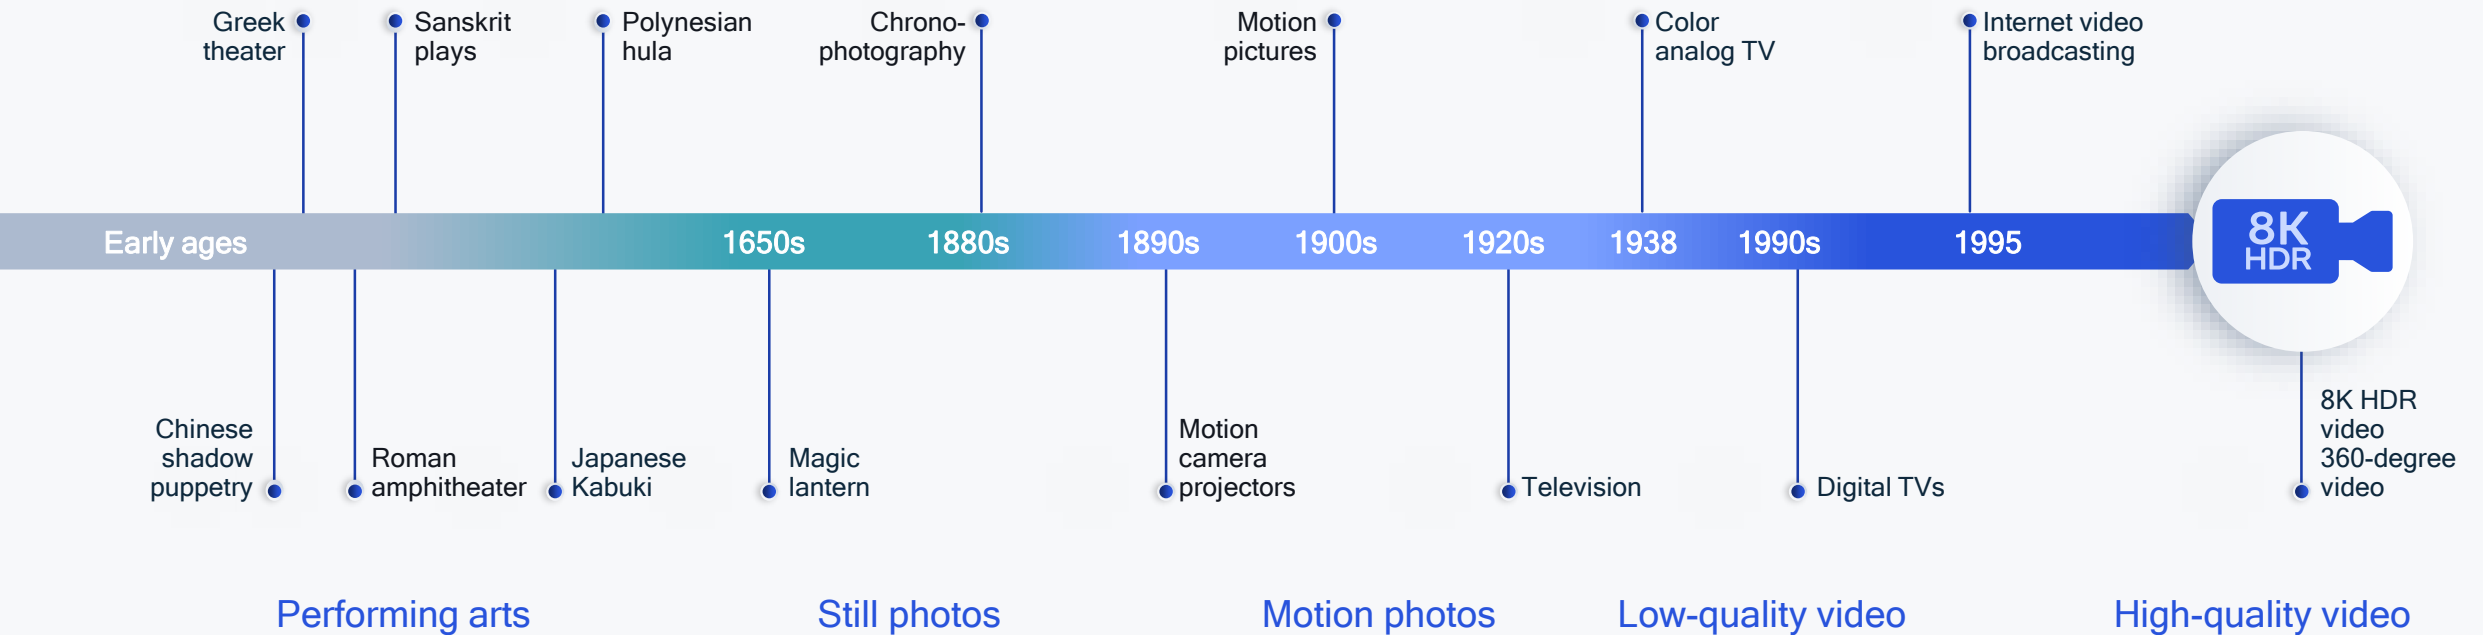 Greek
theater
Sanskrit
plays
Polynesian
hula
Chrono-
photography
Motion
pictures
Color
analog TV
Internet video
broadcasting
Early ages
1650s
1880s
1890s
1900s
1920s
1938
1990s
1995
8K
HDR
Chinese
shadow
puppetry
Roman
amphitheater
Japanese
Kabuki
Magic
lantern
Motion
camera
projectors
Television
Digital TVs
8K HDR
video
360-degree
video
Performing arts
Still photos
Motion photos
Low-quality video
High-quality video